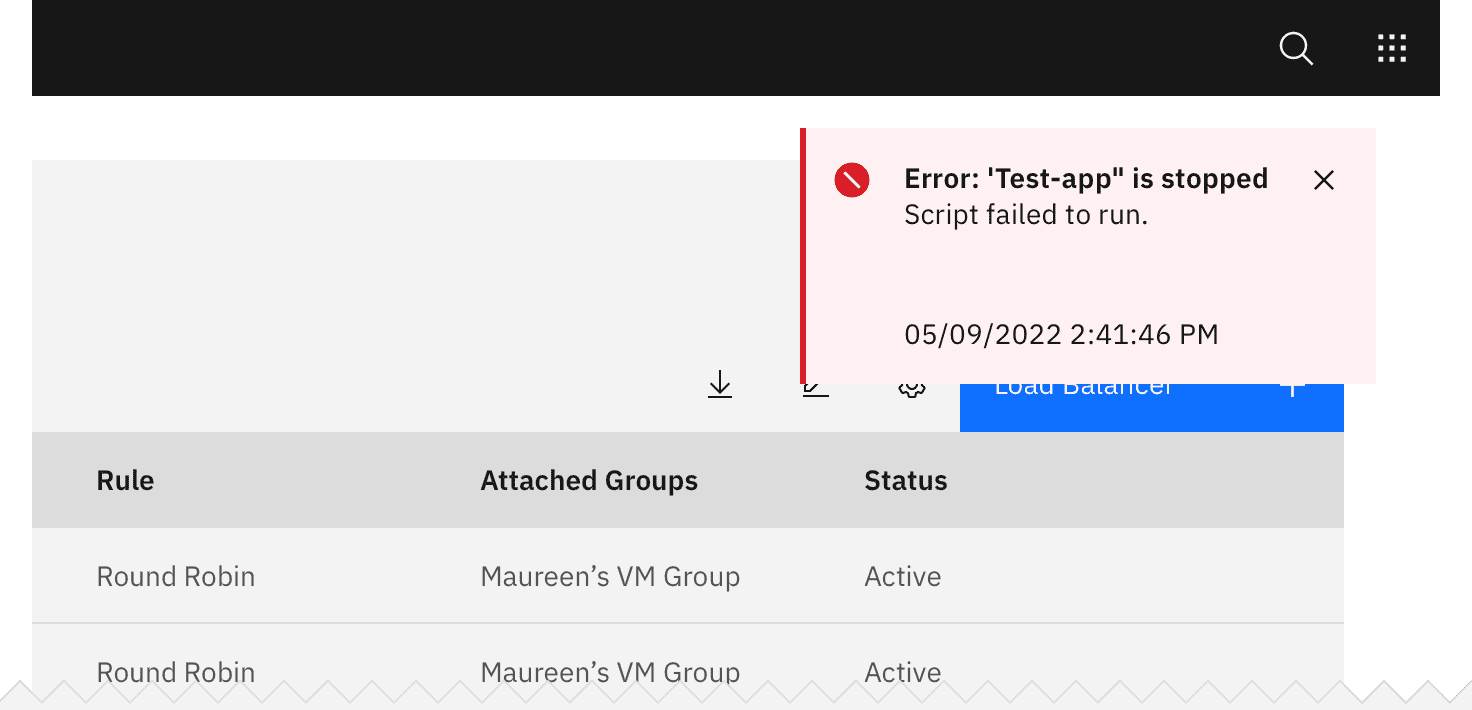 Error: 'Test-app" is stopped
Script failed to run.
05/09/2022 2:41:46 PM
Load Balancer
Rule Attached Groups Status
Round Robin Maureen’s VM Group Active
Round Robin Maureen’s VM Group Active